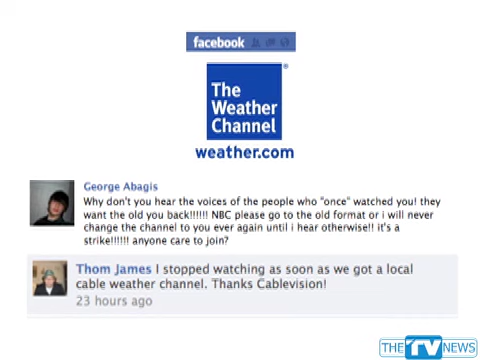 facebook
The
Weather
Channel
®
weather.com
George Abagis
Why don't you hear the voices of the people who "once" watched you! they
want the old you back!!!!!! NBC please go to the old format or i will never
change the channel to you ever again until i hear otherwise!! it's a
strike!!!!!! anyone care to join?
Thom James I stopped watching as soon as we got a local
cable weather channel. Thanks Cablevision!
23 hours ago
THE TV NEWS